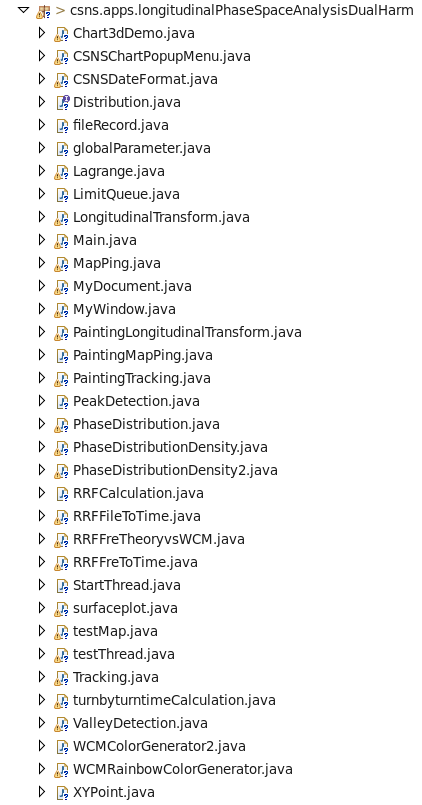 > csns.apps.longitudinalPhaseSpaceAnalysisDualHarm
Chart3dDemo.java
CSNSChartPopupMenu.java
CSNSDateFormat.java
Distribution.java
fileRecord.java
globalParameter.java
Lagrange.java
LimitQueue.java
LongitudinalTransform.java
Main.java
MapPing.java
MyDocument.java
MyWindow.java
PaintingLongitudinalTransform.java
PaintingMapPing.java
PaintingTracking.java
PeakDetection.java
PhaseDistribution.java
PhaseDistributionDensity.java
PhaseDistributionDensity2.java
RRFCalculation.java
RRFFileToTime.java
RRFFreTheoryvsWCM.java
RRFFreToTime.java
StartThread.java
surfaceplot.java
testMap.java
testThread.java
Tracking.java
turnbyturntimeCalculation.java
ValleyDetection.java
WCMColorGenerator2.java
WCMRainbowColorGenerator.java
XYPoint.java